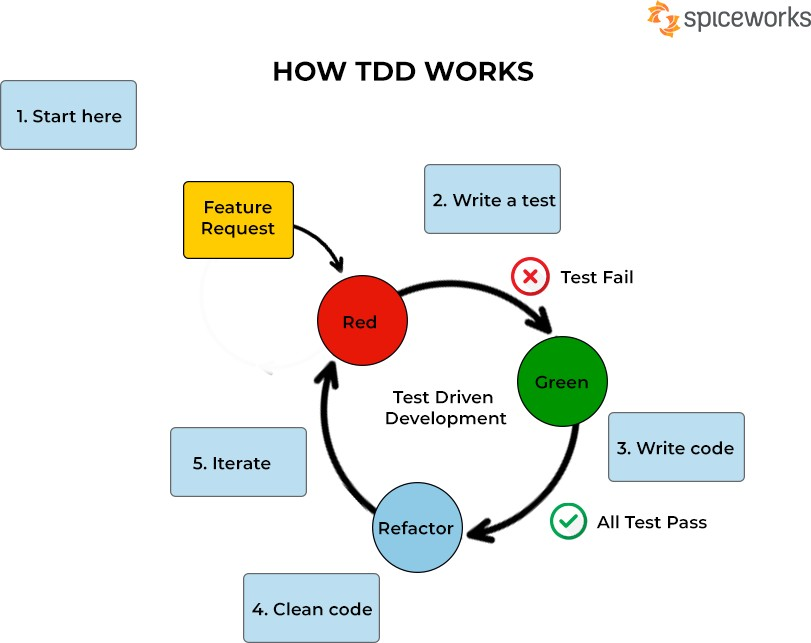 spiceworks
HOW TDD WORKS
1. Start here
2. Write a test
Feature
Request
Test Fail
Red
Green
Test Driven
Development
3. Write code
5. Iterate
All Test Pass
Refactor
4. Clean code